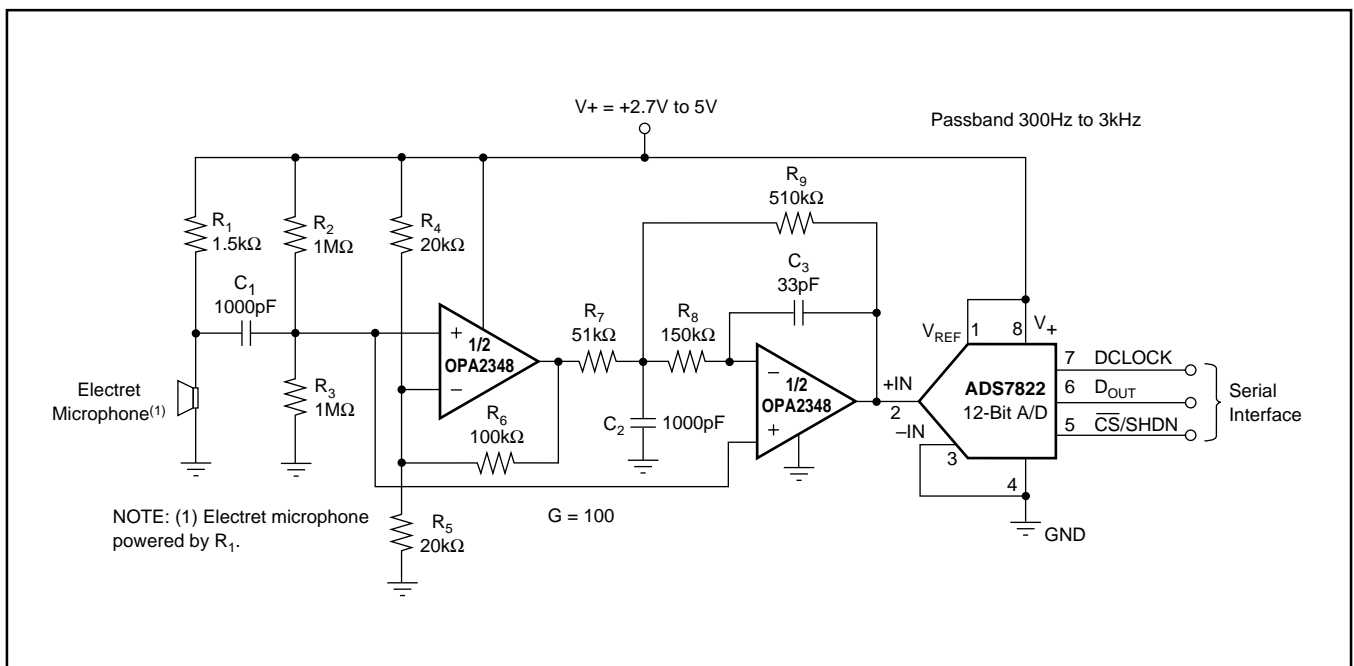 V+ = +2.7V to 5V
Passband 300Hz to 3kHz
R9
510kΩ
R1
1.5kΩ
R2
1MΩ
R4
20kΩ
C3
33pF
C1
1000pF
R7
51kΩ
R8
150kΩ
VREF
1
8
V+
+
1/2
OPA2348
−
−
1/2
OPA2348
+
7
DCLOCK
ADS7822
12-Bit A/D
6
DOUT
5
CS/SHDN
Serial
Interface
+IN
2
–IN
3
4
Electret
Microphone(1)
R3
1MΩ
R6
100kΩ
C2
1000pF
NOTE: (1) Electret microphone
powered by R1.
R5
20kΩ
G = 100
GND